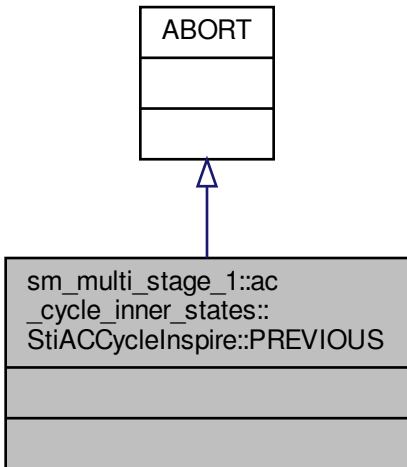 ABORT
sm_multi_stage_1::ac
_cycle_inner_states::
StiACCycleInspire::PREVIOUS